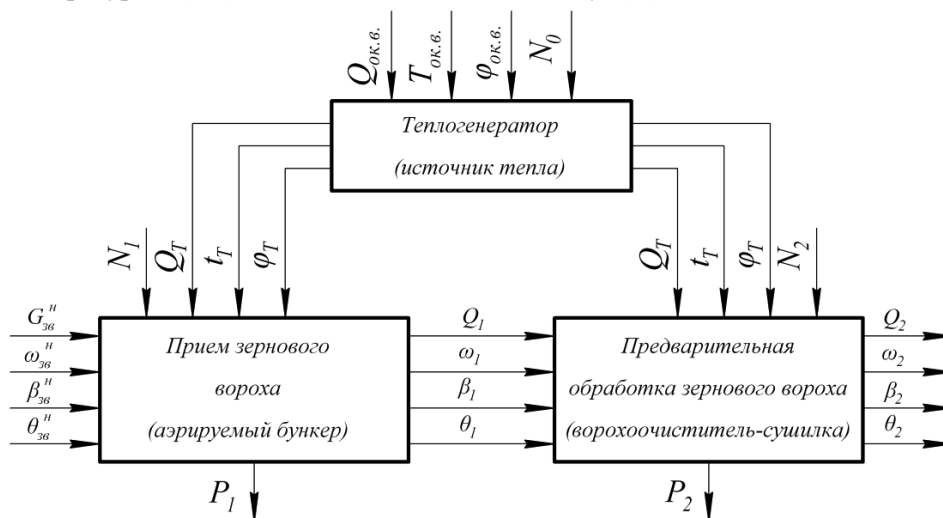 Qок.в. Tок.в. φок.в. N0
Теплогенератор
(источник тепла)
N1 QT tT φT
QT tT φT N2
Gзвн
ωзвн
βзвн
θзвн
Прием зернового
вороха
(аэрируемый бункер)
Q1
ω1
β1
θ1
Предварительная
обработка зернового вороха
(ворохоочиститель-сушилка)
Q2
ω2
β2
θ2
P1
P2